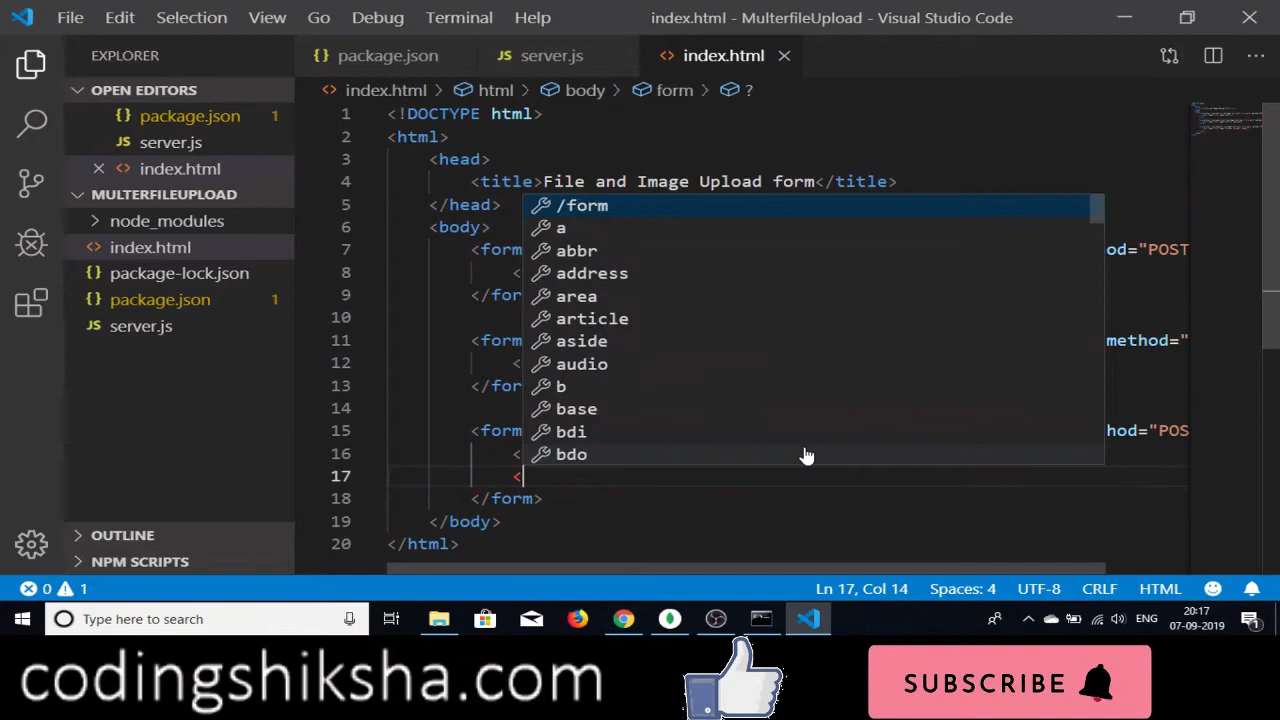 File Edit Selection View Go Debug Terminal Help index.html - MulterfileUpload - Visual Studio Code
EXPLORER
OPEN EDITORS
package.json 1
server.js
index.html
MULTERFILEUPLOAD
node_modules
index.html
package-lock.json
package.json 1
server.js
OUTLINE
NPM SCRIPTS
package.json server.js index.html
index.html html body form ?
1 <!DOCTYPE html>
2 <html>
3 <head>
4 <title>File and Image Upload form</title>
5 </head>
6 <body>
7 <form od="POST
8 <
9 </for
10
11 <form method="
12 <
13 </for
14
15 <form hod="POS
16 <
17 <
18 </form>
19 </body>
20 </html>
/form
a
abbr
address
area
article
aside
audio
b
base
bdi
bdo
0 1 Ln 17, Col 14 Spaces: 4 UTF-8 CRLF HTML
Type here to search ENG 20:17
07-09-2019 1
codingshiksha.com SUBSCRIBE